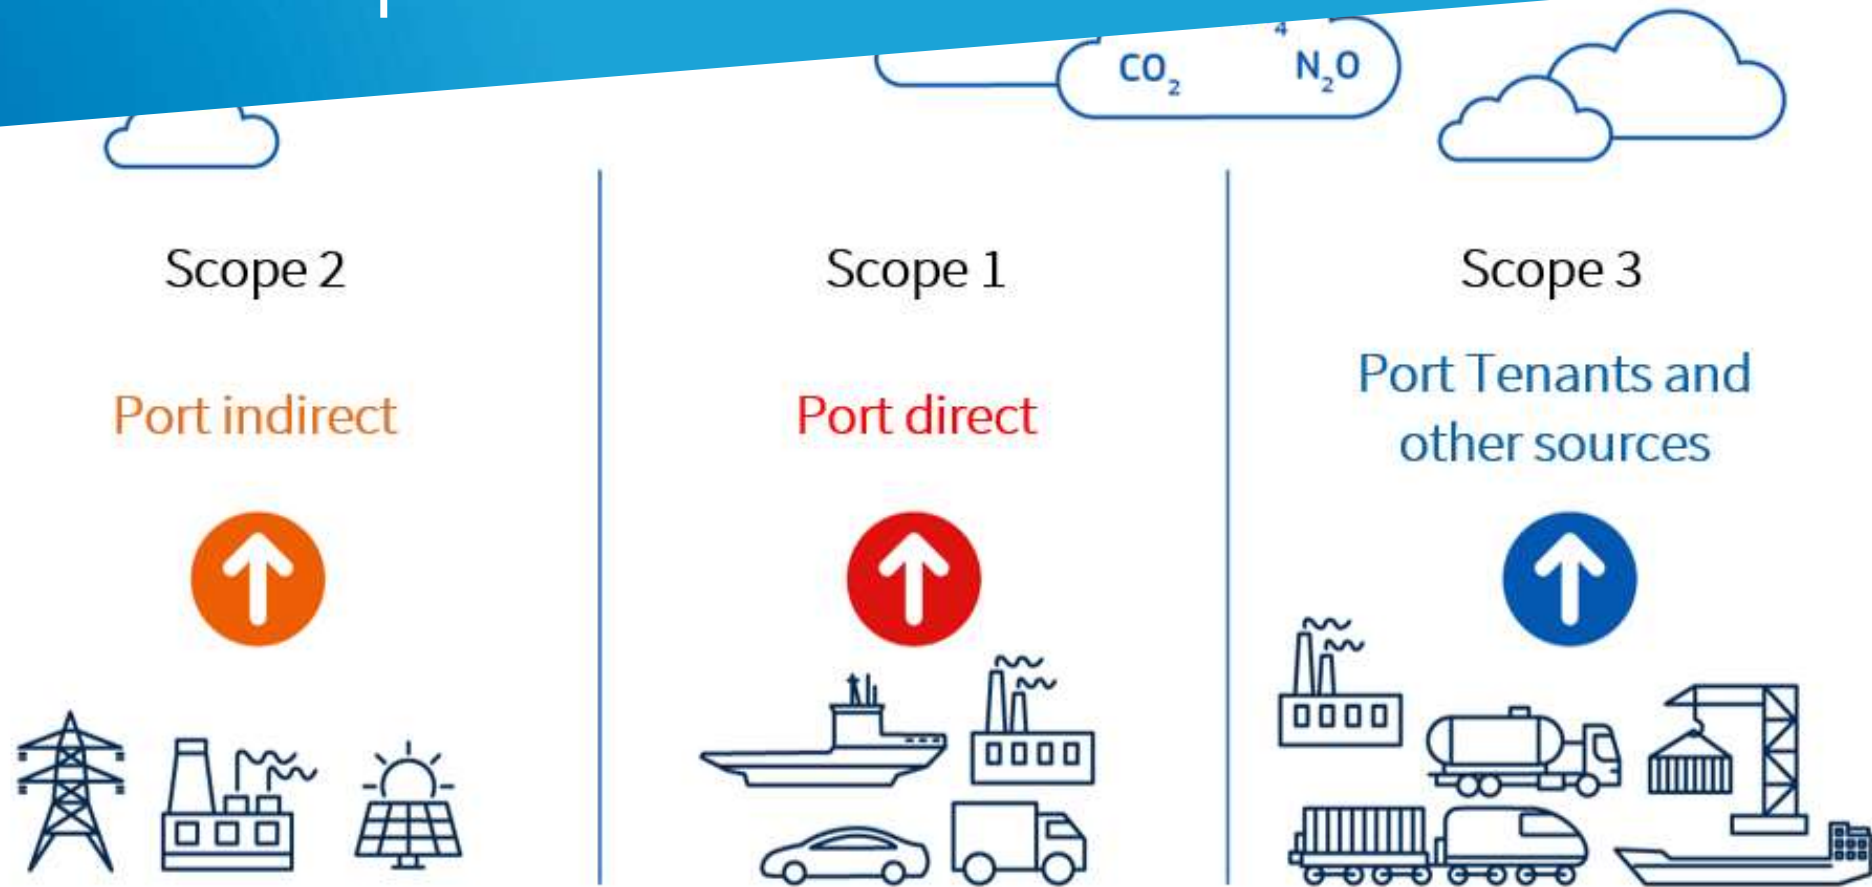 CO₂ N₂O
Scope 2
Port indirect
Scope 1
Port direct
Scope 3
Port Tenants and
other sources